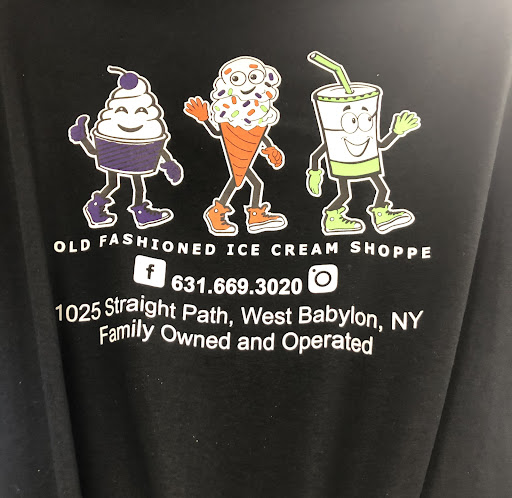 OLD FASHIONED ICE CREAM SHOPPE
f 631.669.3020
1025 Straight Path, West Babylon, NY
Family Owned and Operated